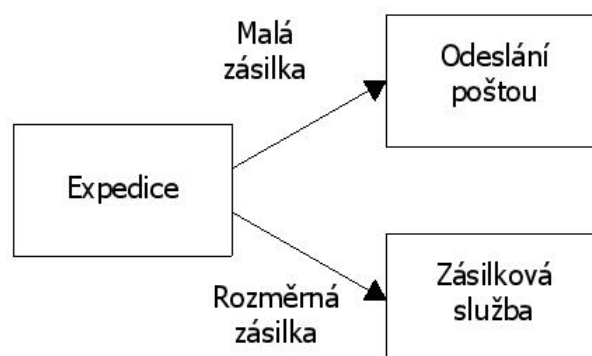 Malá
zásilka
Odeslání
poštou
Expedice
Rozměrná
zásilka
Zásilková
služba